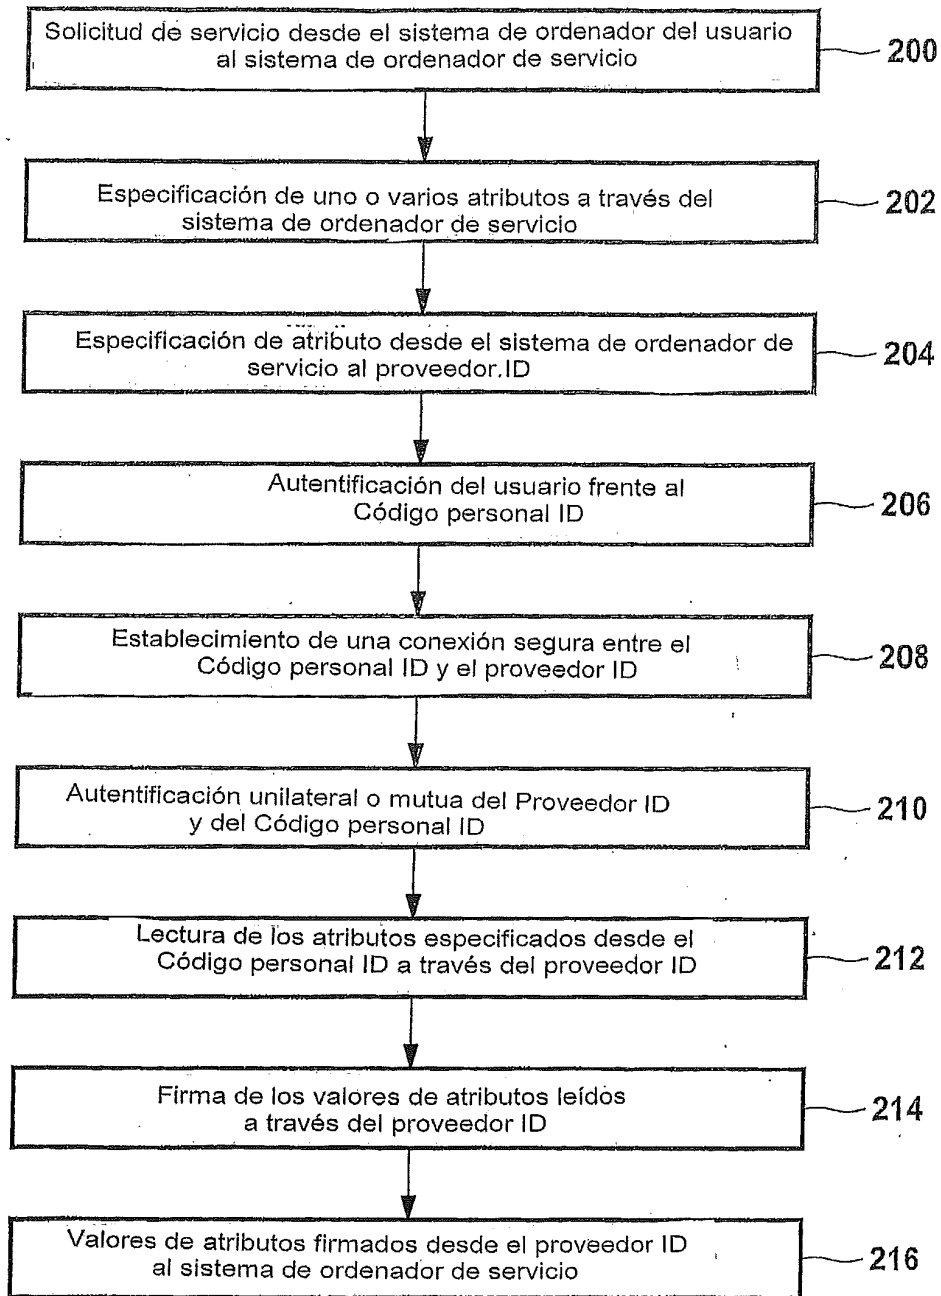 Solicitud de servicio desde el sistema de ordenador del usuario
al sistema de ordenador de servicio
200
Especificación de uno o varios atributos a través del
sistema de ordenador de servicio
202
Especificación de atributo desde el sistema de ordenador de
servicio al proveedor.ID
204
Autentificación del usuario frente al
Código personal ID
206
Establecimiento de una conexión segura entre el
Código personal ID y el proveedor ID
208
Autentificación unilateral o mutua del Proveedor ID
y del Código personal ID
210
Lectura de los atributos especificados desde el
Código personal ID a través del proveedor ID
212
Firma de los valores de atributos leídos
a través del proveedor ID
214
Valores de atributos firmados desde el proveedor ID
al sistema de ordenador de servicio
216